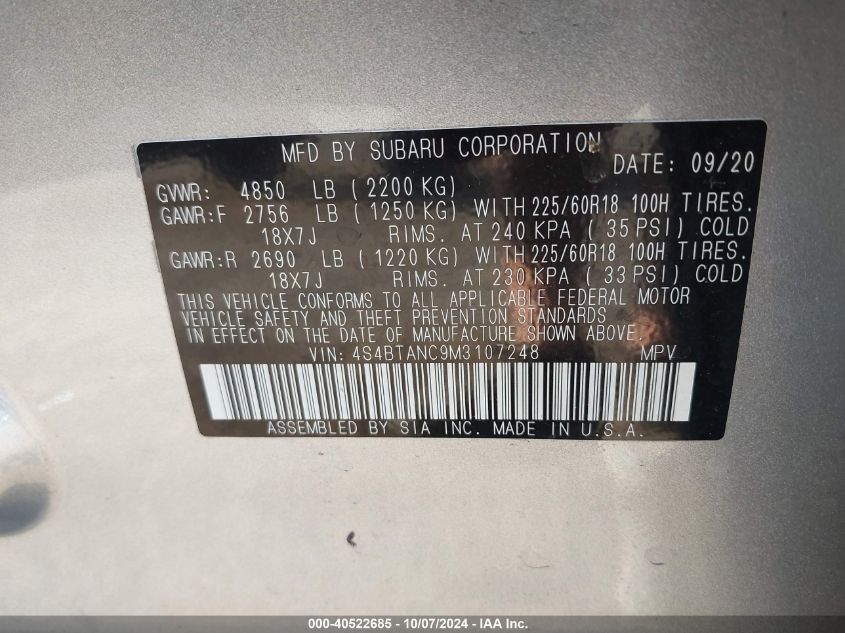 MFD BY SUBARU CORPORATION
DATE: 09/20
GVWR: 4850 LB (2200 KG)
GAWR:F 2756 LB (1250 KG) WITH 225/60R18 100H TIRES.
18X7J RIMS. AT 240 KPA (35 PSI) COLD
GAWR:R 2690 LB (1220 KG) WITH 225/60R18 100H TIRES.
18X7J RIMS. AT 230 KPA (33 PSI) COLD
THIS VEHICLE CONFORMS TO ALL APPLICABLE FEDERAL MOTOR
VEHICLE SAFETY AND THEFT PREVENTION STANDARDS
IN EFFECT ON THE DATE OF MANUFACTURE SHOWN ABOVE.
VIN: 4S4BTANC9M3107248 MPV
ASSEMBLED BY SIA INC. MADE IN U.S.A.
000-40522685 - 10/07/2024 - IAA Inc.